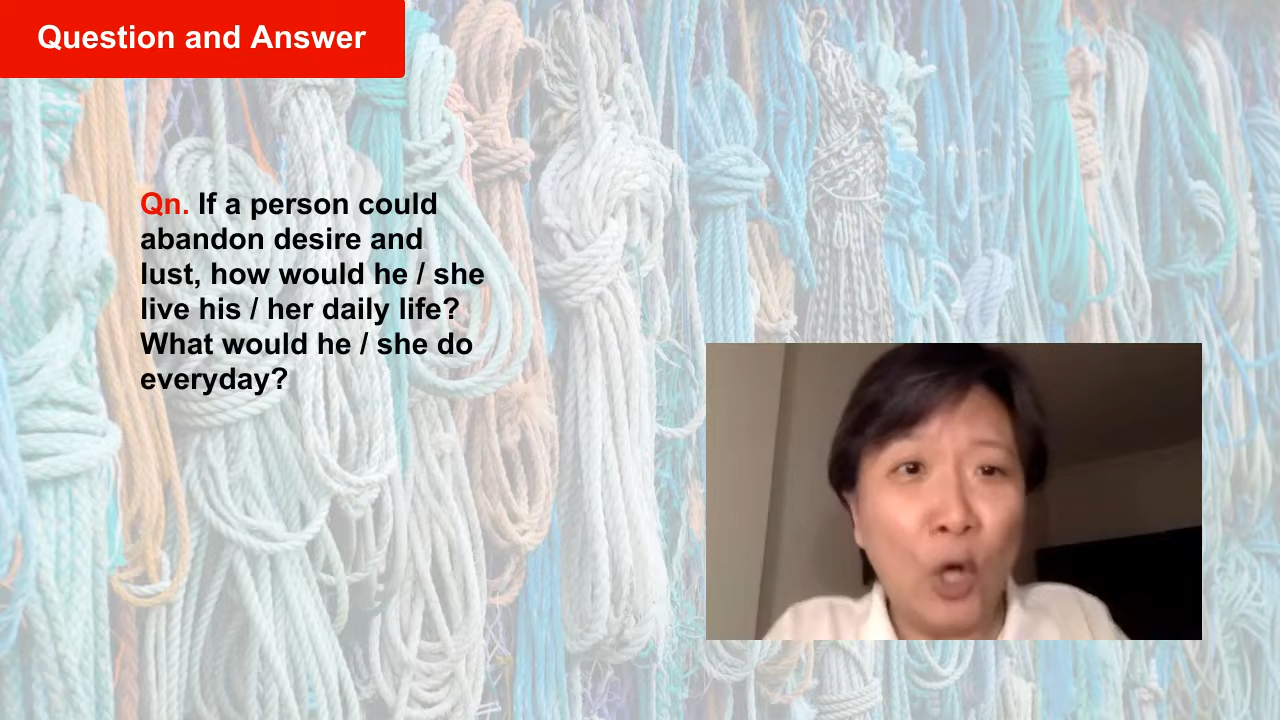 Question and Answer
Qn. If a person could
abandon desire and
lust, how would he / she
live his / her daily life?
What would he / she do
everyday?